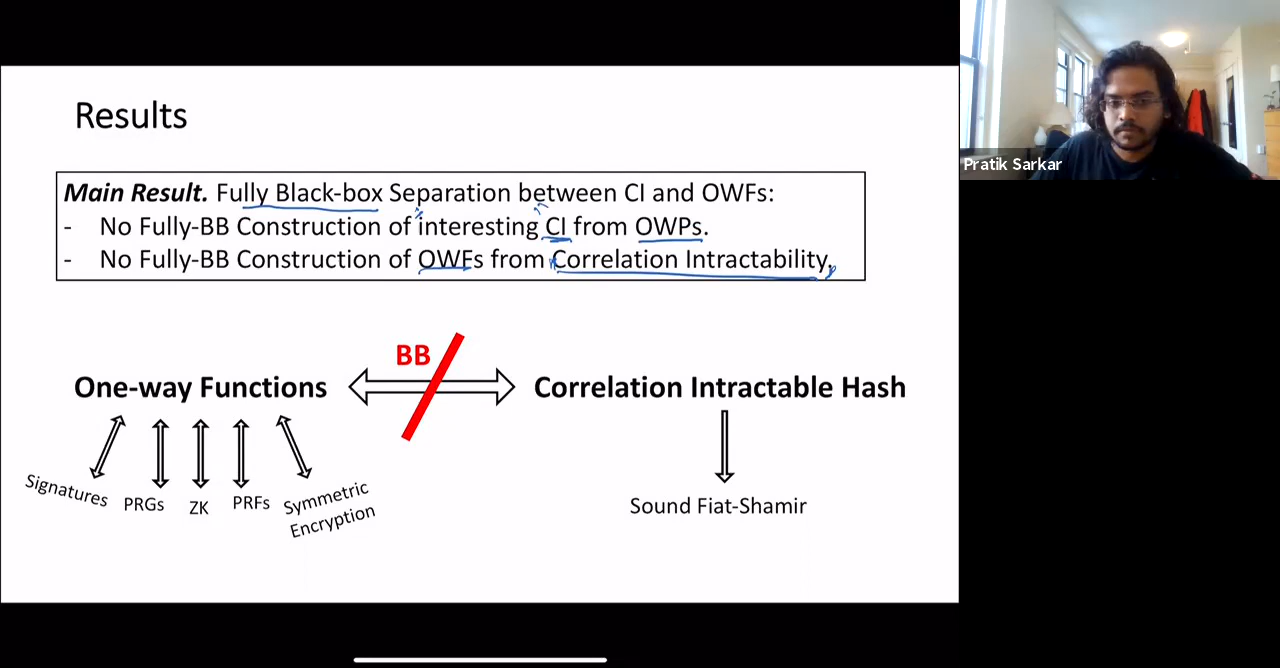 Results
Main Result. Fully Black-box Separation between CI and OWFs:
- No Fully-BB Construction of interesting CI from OWPs.
- No Fully-BB Construction of OWFs from Correlation Intractability.
BB
One-way Functions
Correlation Intractable Hash
Signatures
PRGs
ZK
PRFs
Symmetric
Encryption
Sound Fiat-Shamir
Pratik Sarkar